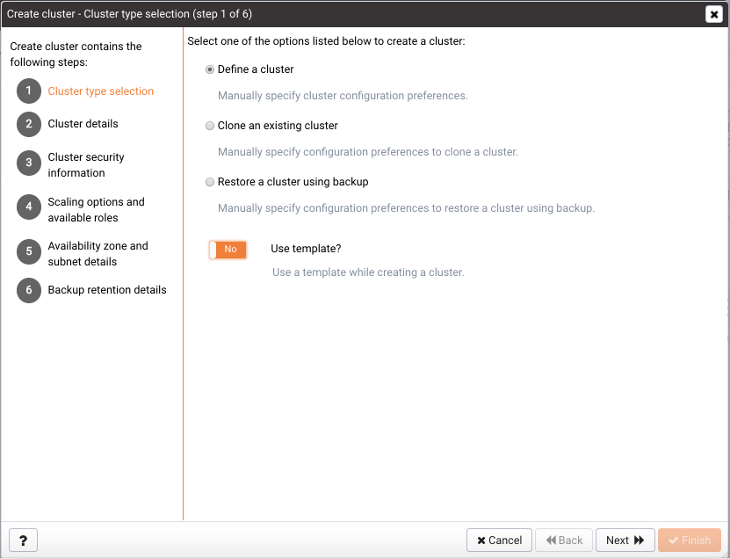 Create cluster - Cluster type selection (step 1 of 6)
Create cluster contains the
following steps:
1 Cluster type selection
2 Cluster details
3 Cluster security
information
4 Scaling options and
available roles
5 Availability zone and
subnet details
6 Backup retention details
Select one of the options listed below to create a cluster:
Define a cluster
Manually specify cluster configuration preferences.
Clone an existing cluster
Manually specify configuration preferences to clone a cluster.
Restore a cluster using backup
Manually specify configuration preferences to restore a cluster using backup.
No Use template?
Use a template while creating a cluster.
? Cancel Back Next Finish